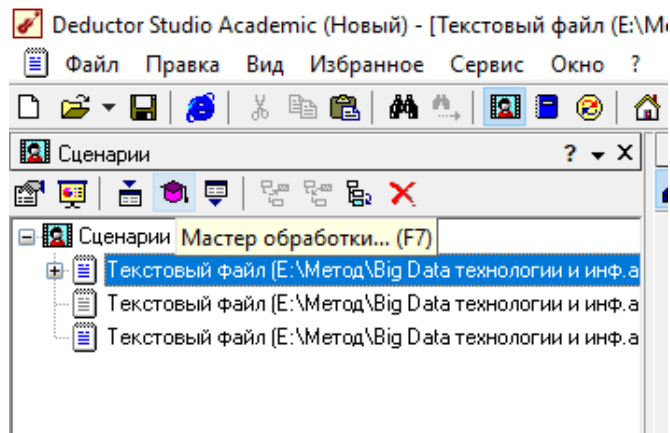 Deductor Studio Academic (Новый) - [Текстовый файл (E:\М
Файл Правка Вид Избранное Сервис Окно ?
Сценарии ?
Сценарии Мастер обработки... (F7)
Текстовый файл (E:\Метод\Big Data технологии и инф.а
Текстовый файл (E:\Метод\Big Data технологии и инф.а
Текстовый файл (E:\Метод\Big Data технологии и инф.а